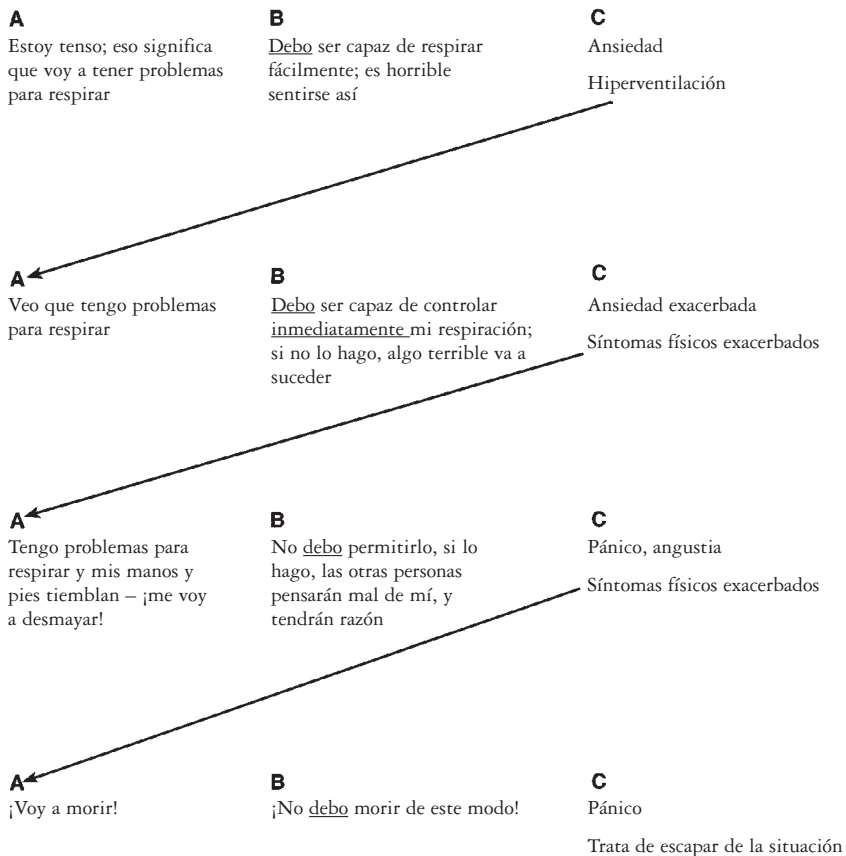 A
Estoy tenso; eso significa
que voy a tener problemas
para respirar
B
Debo ser capaz de respirar
fácilmente; es horrible
sentirse así
C
Ansiedad
Hiperventilación
A
Veo que tengo problemas
para respirar
B
Debo ser capaz de controlar
inmediatamente mi respiración;
si no lo hago, algo terrible va a
suceder
C
Ansiedad exacerbada
Síntomas físicos exacerbados
A
Tengo problemas para
respirar y mis manos y
pies tiemblan – ¡me voy
a desmayar!
B
No debo permitirlo, si lo
hago, las otras personas
pensarán mal de mí, y
tendrán razón
C
Pánico, angustia
Síntomas físicos exacerbados
A
¡Voy a morir!
B
¡No debo morir de este modo!
C
Pánico
Trata de escapar de la situación